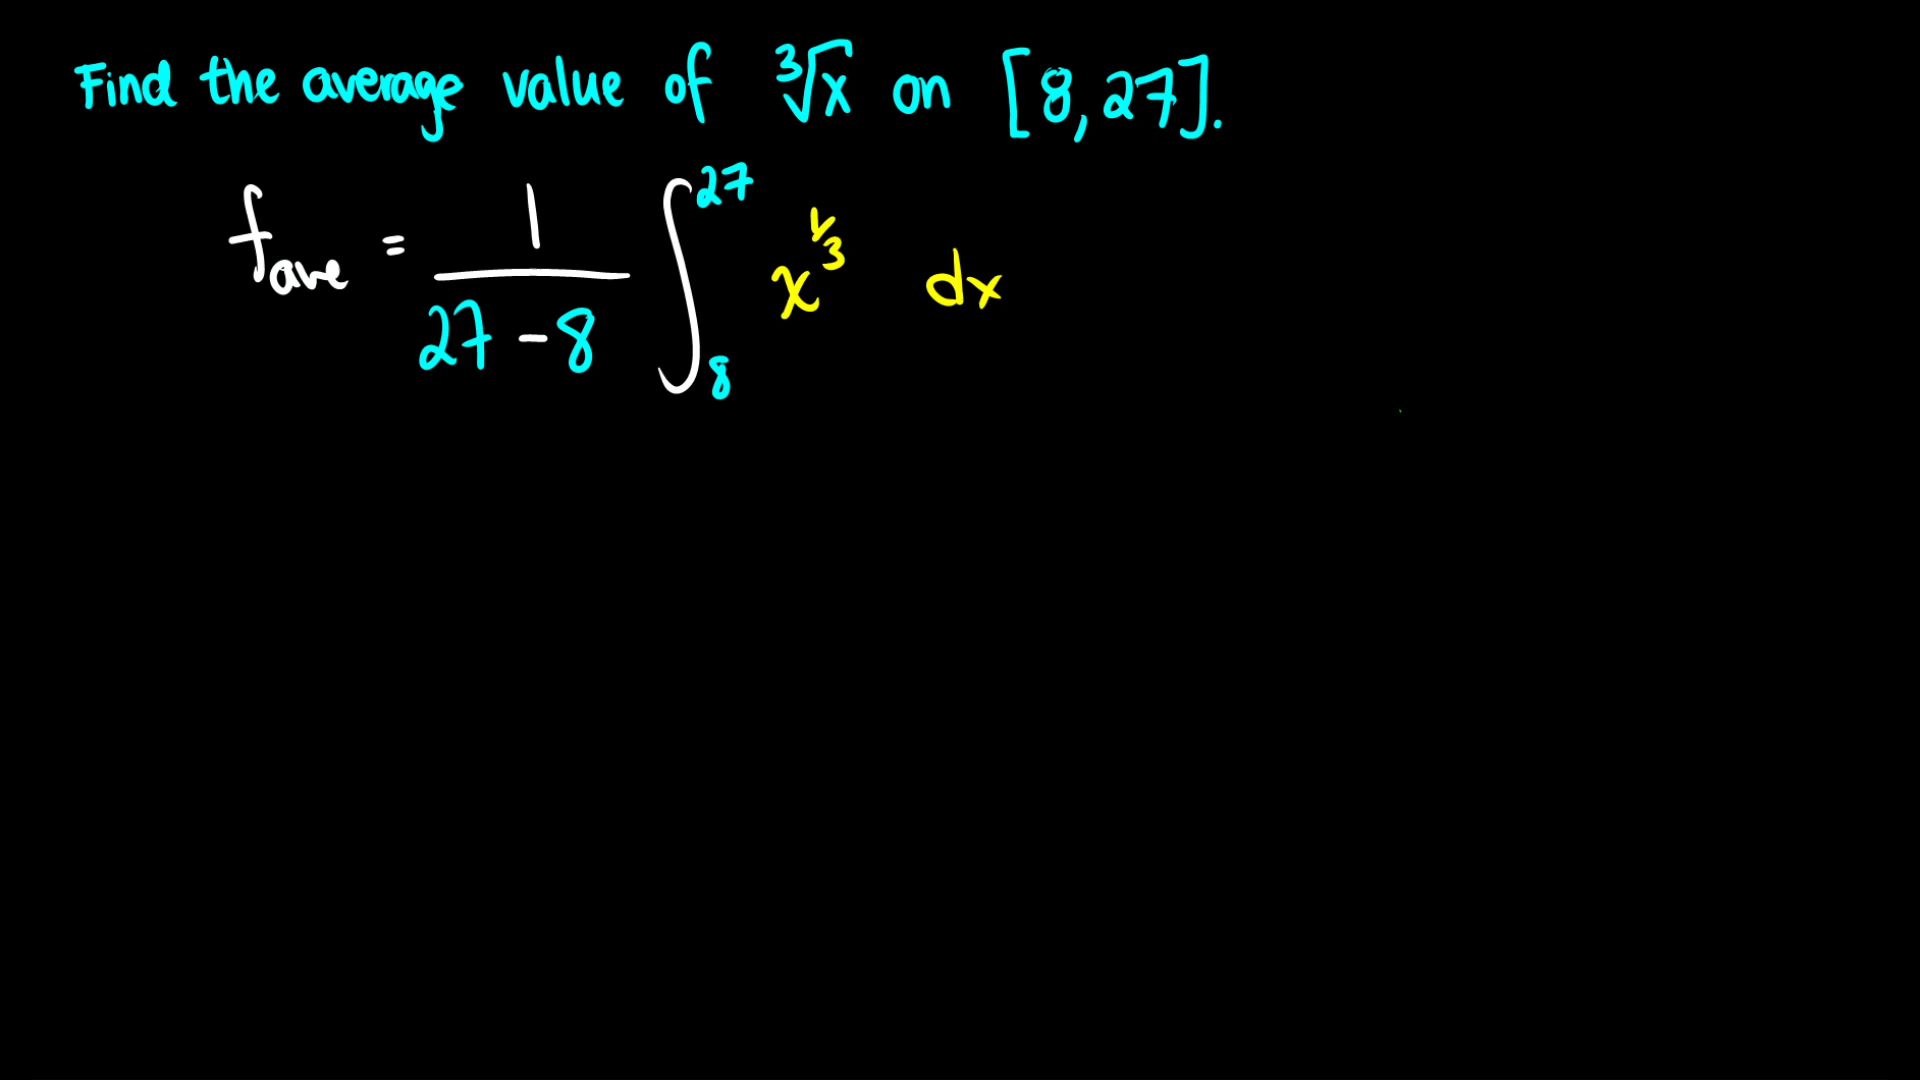 Find the average value of ∛x on [8,27].
f_ave = 1/(27-8) ∫_8^27 x^(1/3) dx